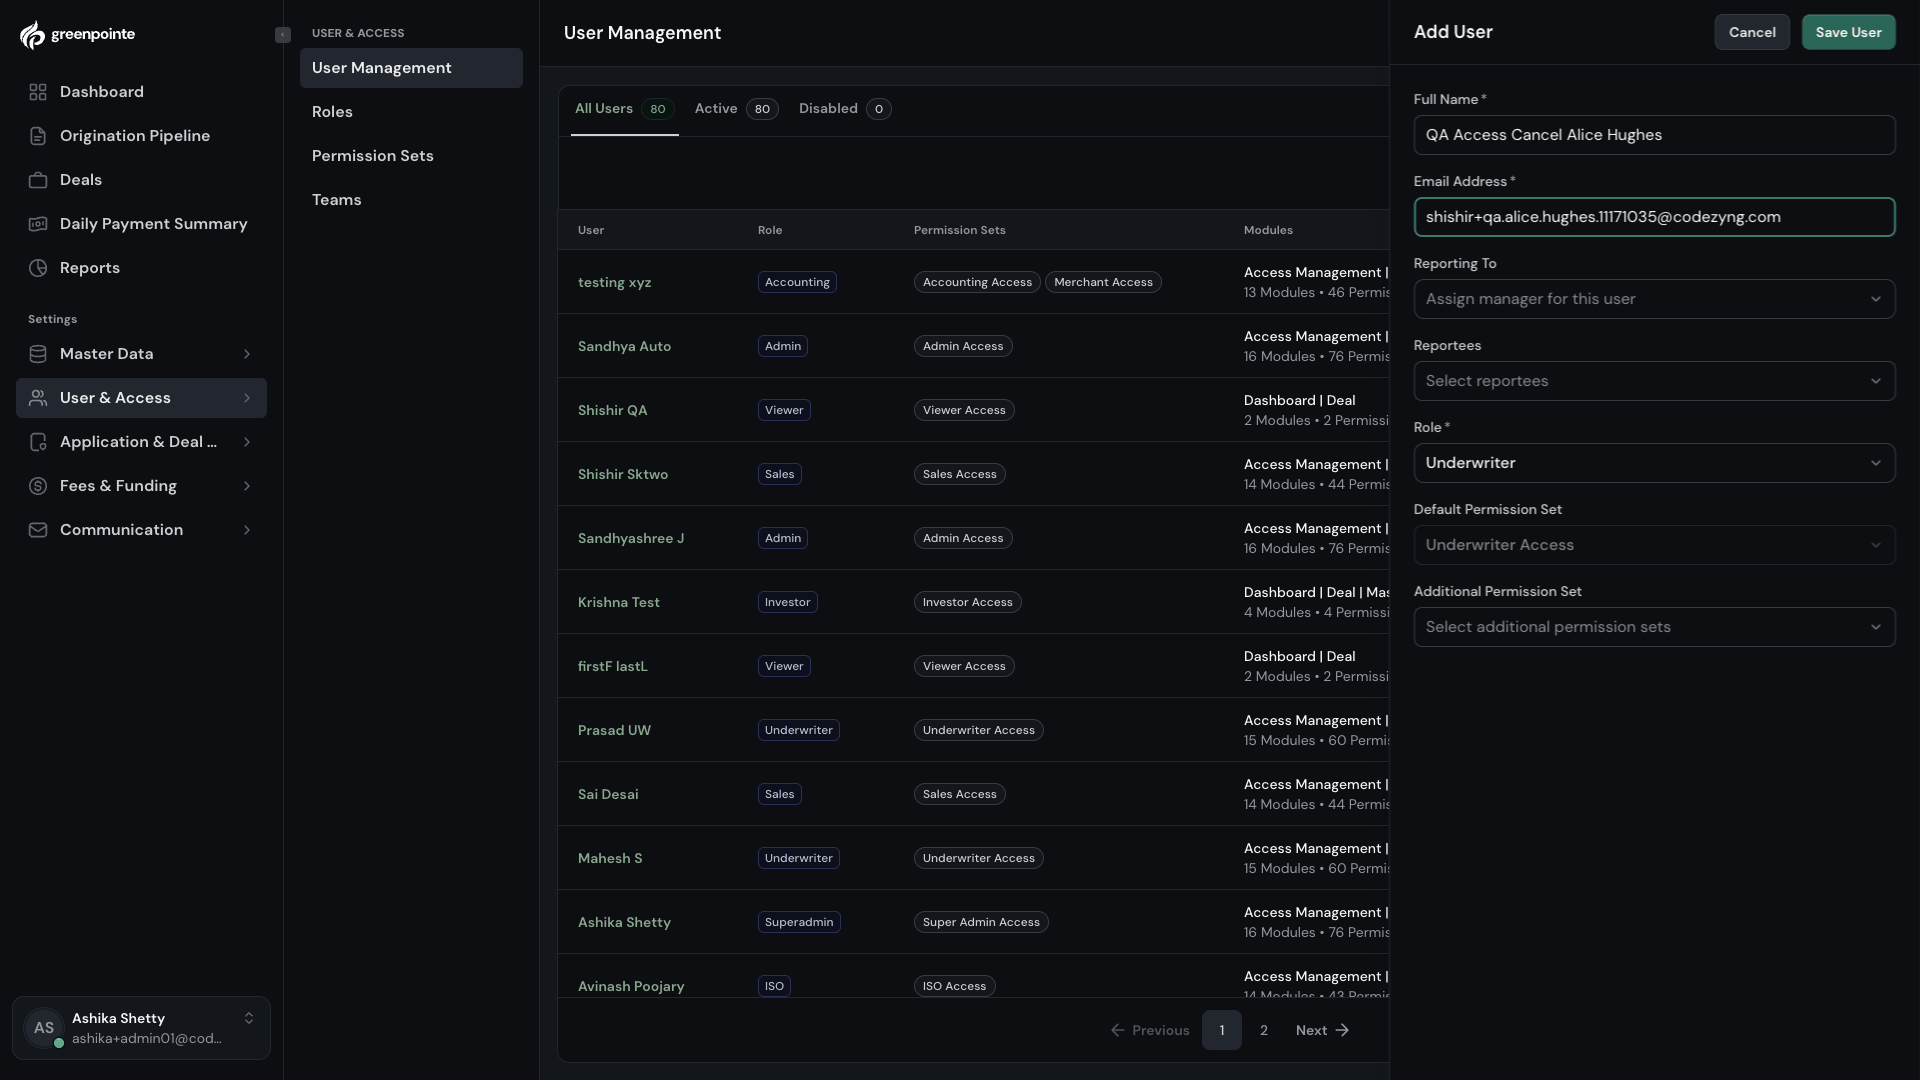 greenpointe
Dashboard
Origination Pipeline
Deals
Daily Payment Summary
Reports
Settings
Master Data
User & Access
Application & Deal ...
Fees & Funding
Communication
AS
Ashika Shetty
ashika+admin01@cod...
USER & ACCESS
User Management
Roles
Permission Sets
Teams
User Management
All Users 80 Active 80 Disabled 0
User Role Permission Sets Modules
testing xyz Accounting Accounting Access Merchant Access Access Management |
13 Modules • 46 Permis
Sandhya Auto Admin Admin Access Access Management |
16 Modules • 76 Permis
Shishir QA Viewer Viewer Access Dashboard | Deal
2 Modules • 2 Permissi
Shishir Sktwo Sales Sales Access Access Management |
14 Modules • 44 Permis
Sandhyashree J Admin Admin Access Access Management |
16 Modules • 76 Permis
Krishna Test Investor Investor Access Dashboard | Deal | Mas
4 Modules • 4 Permissi
firstF lastL Viewer Viewer Access Dashboard | Deal
2 Modules • 2 Permissi
Prasad UW Underwriter Underwriter Access Access Management |
15 Modules • 60 Permis
Sai Desai Sales Sales Access Access Management |
14 Modules • 44 Permis
Mahesh S Underwriter Underwriter Access Access Management |
15 Modules • 60 Permis
Ashika Shetty Superadmin Super Admin Access Access Management |
16 Modules • 76 Permis
Avinash Poojary ISO ISO Access Access Management |
14 Modules • 43 Permis
Previous 1 2 Next
Add User
Cancel Save User
Full Name *
QA Access Cancel Alice Hughes
Email Address *
shishir+qa.alice.hughes.11171035@codezyng.com
Reporting To
Assign manager for this user
Reportees
Select reportees
Role *
Underwriter
Default Permission Set
Underwriter Access
Additional Permission Set
Select additional permission sets